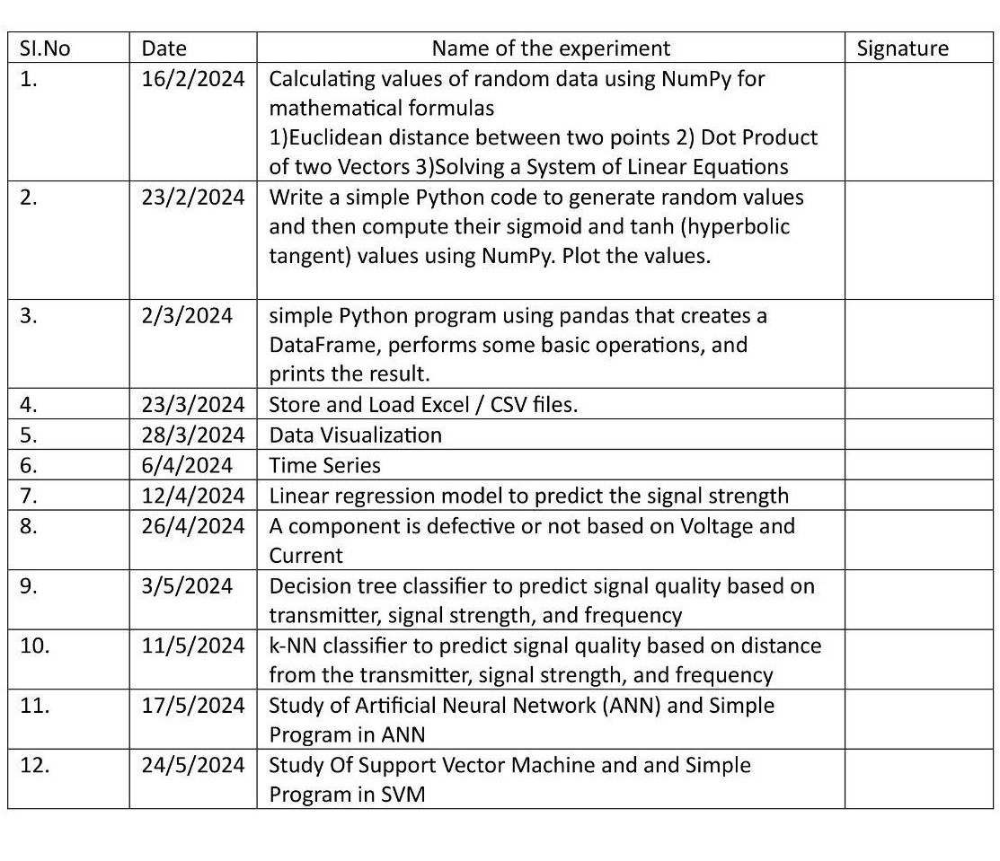 Sl.No Date Name of the experiment Signature
1. 16/2/2024 Calculating values of random data using NumPy for
mathematical formulas
1)Euclidean distance between two points 2) Dot Product
of two Vectors 3)Solving a System of Linear Equations
2. 23/2/2024 Write a simple Python code to generate random values
and then compute their sigmoid and tanh (hyperbolic
tangent) values using NumPy. Plot the values.
3. 2/3/2024 simple Python program using pandas that creates a
DataFrame, performs some basic operations, and
prints the result.
4. 23/3/2024 Store and Load Excel / CSV files.
5. 28/3/2024 Data Visualization
6. 6/4/2024 Time Series
7. 12/4/2024 Linear regression model to predict the signal strength
8. 26/4/2024 A component is defective or not based on Voltage and
Current
9. 3/5/2024 Decision tree classifier to predict signal quality based on
transmitter, signal strength, and frequency
10. 11/5/2024 k-NN classifier to predict signal quality based on distance
from the transmitter, signal strength, and frequency
11. 17/5/2024 Study of Artificial Neural Network (ANN) and Simple
Program in ANN
12. 24/5/2024 Study Of Support Vector Machine and and Simple
Program in SVM